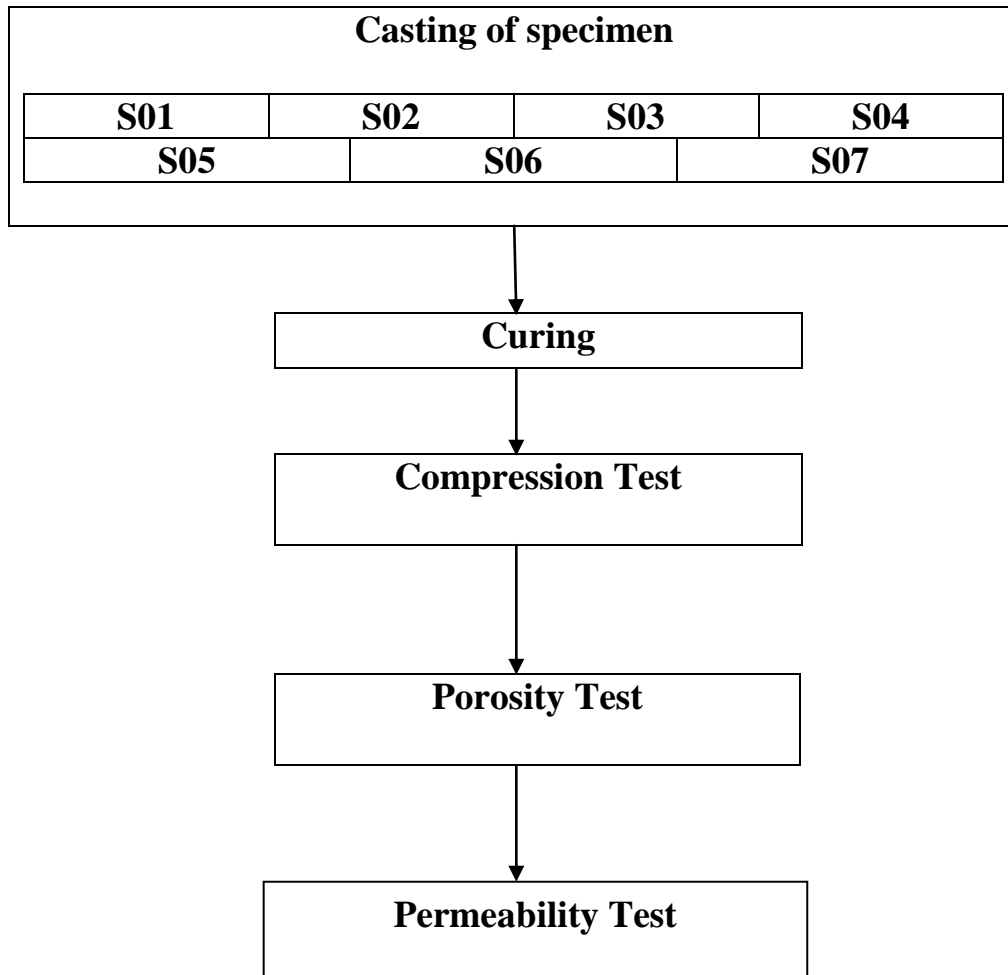 Casting of specimen
S01 S02 S03 S04
S05 S06 S07
Curing
Compression Test
Porosity Test
Permeability Test